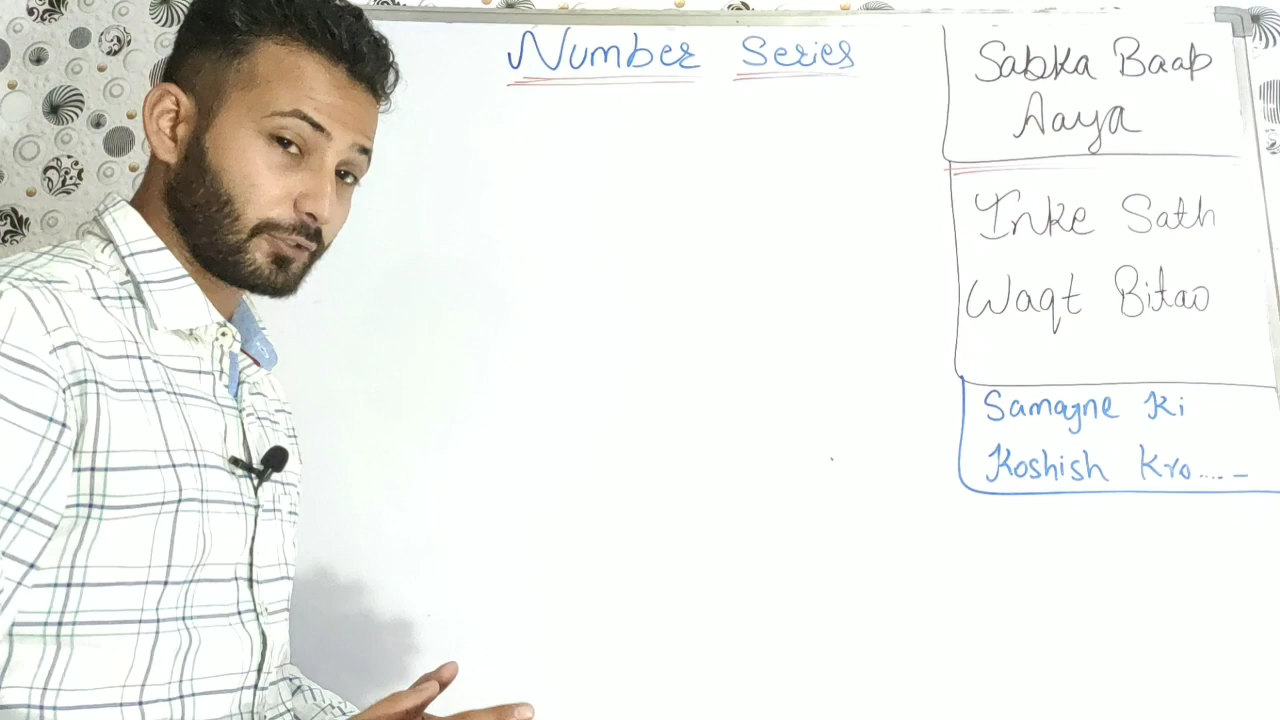 Number Series
Sabka Baap
Aaya
Inke Sath
Waqt Bitao
Samagne Ki
Koshish Kro.....-